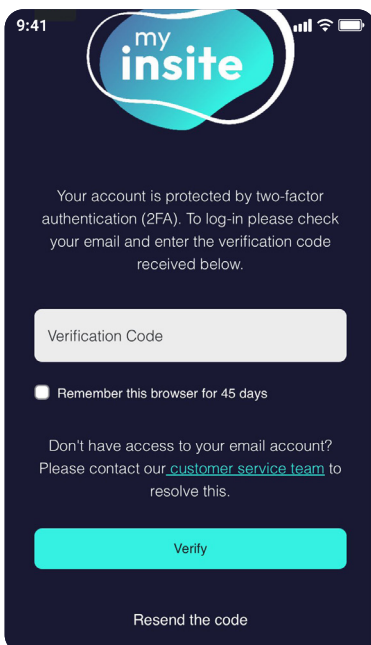 9:41
my
insite
Your account is protected by two-factor
authentication (2FA). To log-in please check
your email and enter the verification code
received below.
Verification Code
Remember this browser for 45 days
Don't have access to your email account?
Please contact our customer service team to
resolve this.
Verify
Resend the code